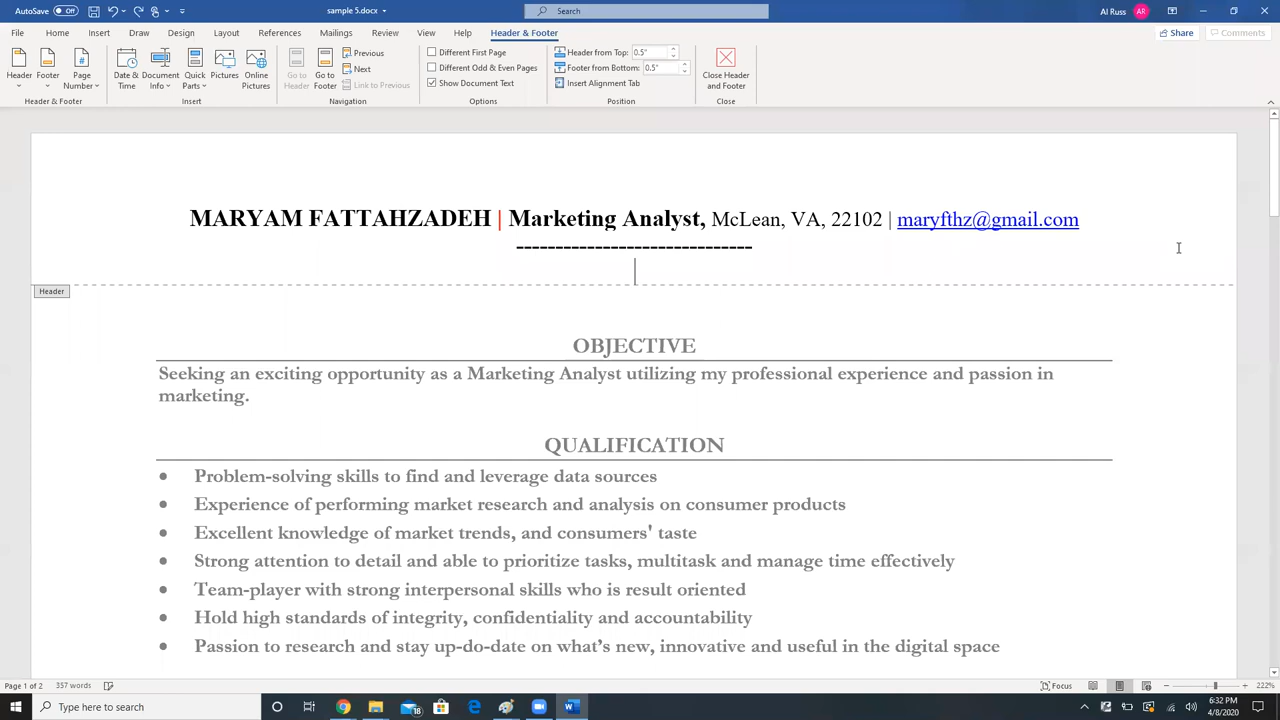 AutoSave Off sample.5.docx Search Al Russ AR
File Home Insert Draw Design Layout References Mailings Review View Help Header & Footer Share Comments
Header Footer Page Number Date & Time Document Info Quick Parts Pictures Online Pictures Go to Header Go to Footer Previous Next Link to Previous
Different First Page Different Odd & Even Pages Show Document Text
Header from Top: 0.5" Footer from Bottom: 0.5" Insert Alignment Tab Close Header and Footer
Header & Footer Insert Navigation Options Position Close
MARYAM FATTAHZADEH | Marketing Analyst, McLean, VA, 22102 | maryfthz@gmail.com
------------------------------
Header
OBJECTIVE
Seeking an exciting opportunity as a Marketing Analyst utilizing my professional experience and passion in
marketing.
QUALIFICATION
• Problem-solving skills to find and leverage data sources
• Experience of performing market research and analysis on consumer products
• Excellent knowledge of market trends, and consumers' taste
• Strong attention to detail and able to prioritize tasks, multitask and manage time effectively
• Team-player with strong interpersonal skills who is result oriented
• Hold high standards of integrity, confidentiality and accountability
• Passion to research and stay up-do-date on what's new, innovative and useful in the digital space
Page 1 of 2 357 words Focus 222%
Type here to search 18 6:32 PM
4/8/2020